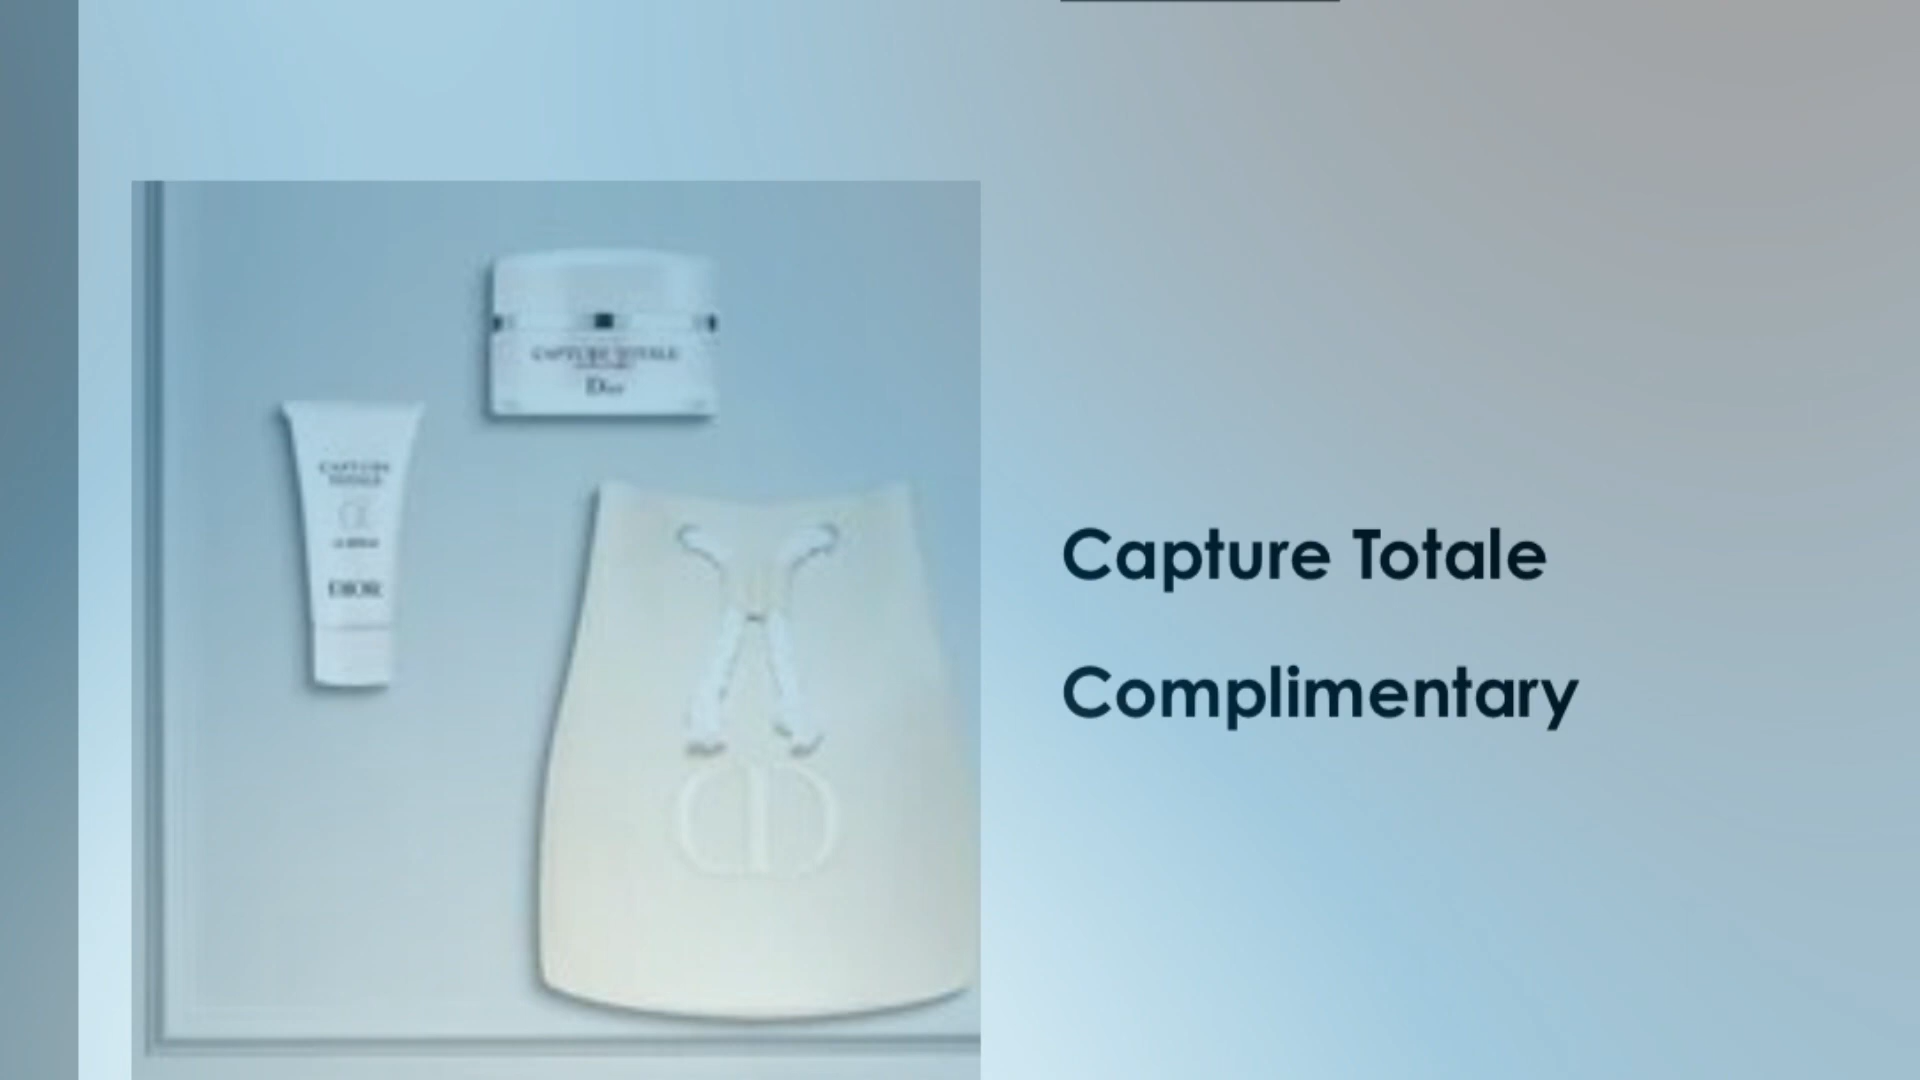 CAPTURE TOTALE
Dior
CAPTURE
TOTALE
DIOR
Capture Totale
Complimentary